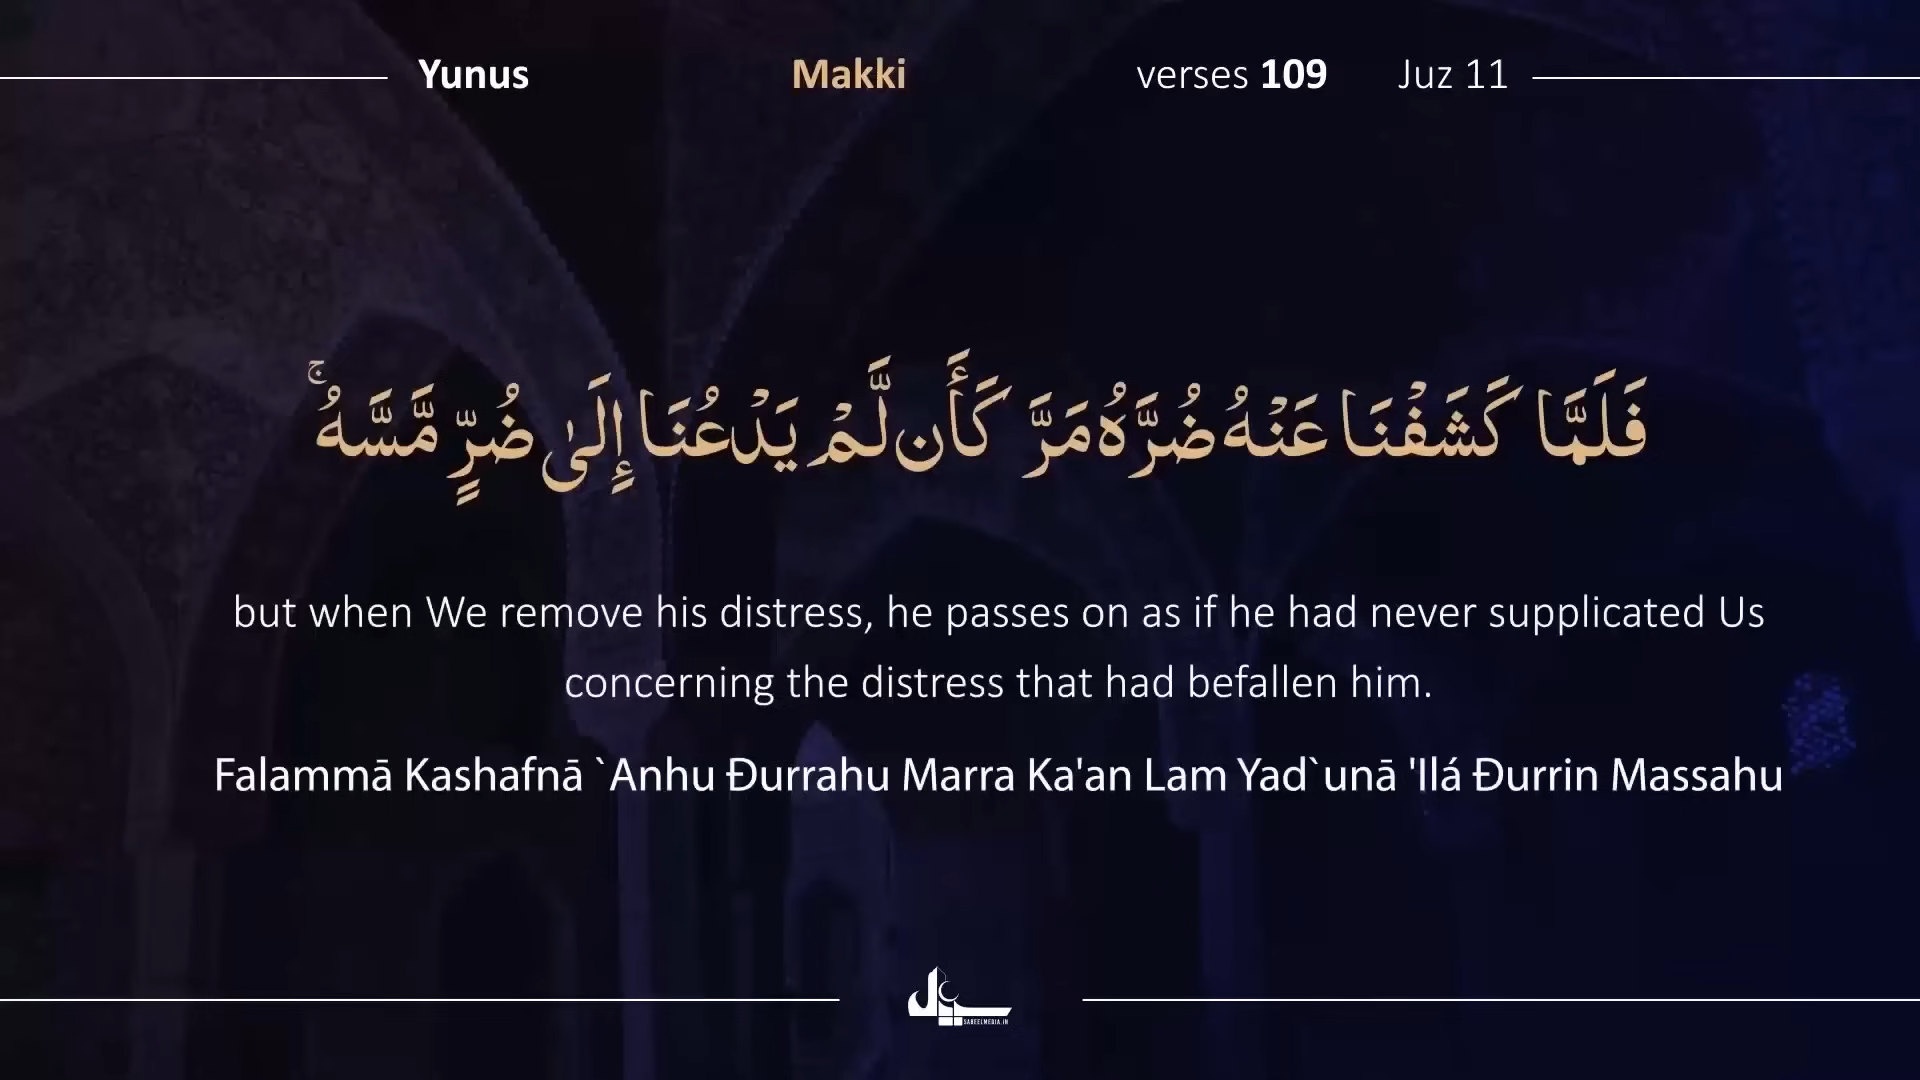 Yunus Makki verses 109 Juz 11
فَلَمَّا كَشَفْنَا عَنْهُ ضُرَّهُ مَرَّ كَأَن لَّمْ يَدْعُنَا إِلَىٰ ضُرٍّ مَّسَّهُ ۚ
but when We remove his distress, he passes on as if he had never supplicated Us
concerning the distress that had befallen him.
Falammā Kashafnā `Anhu Đurrahu Marra Ka'an Lam Yad`unā 'Ilá Đurrin Massahu
SABEELMEDIA.IN